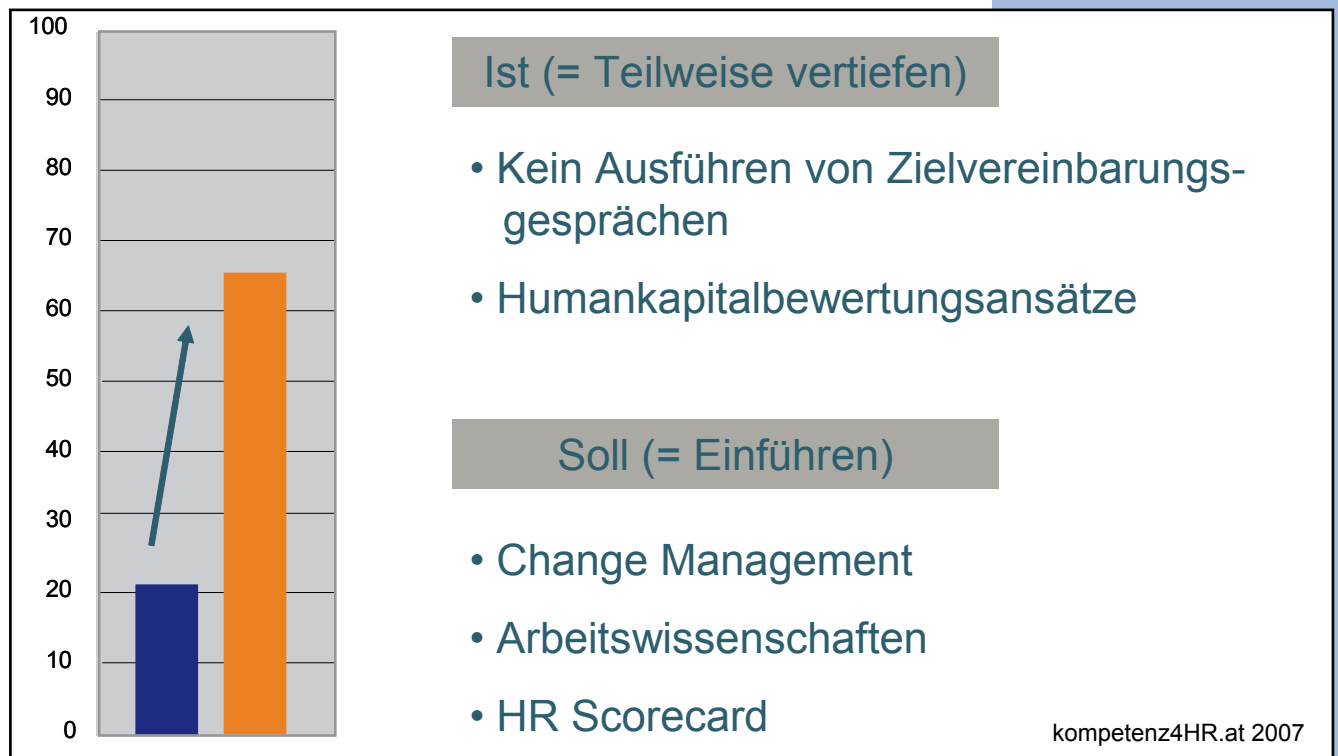 100
90
80
70
60
50
40
30
20
10
0
Ist (= Teilweise vertiefen)
• Kein Ausführen von Zielvereinbarungs-
gesprächen
• Humankapitalbewertungsansätze
Soll (= Einführen)
• Change Management
• Arbeitswissenschaften
• HR Scorecard
kompetenz4HR.at 2007